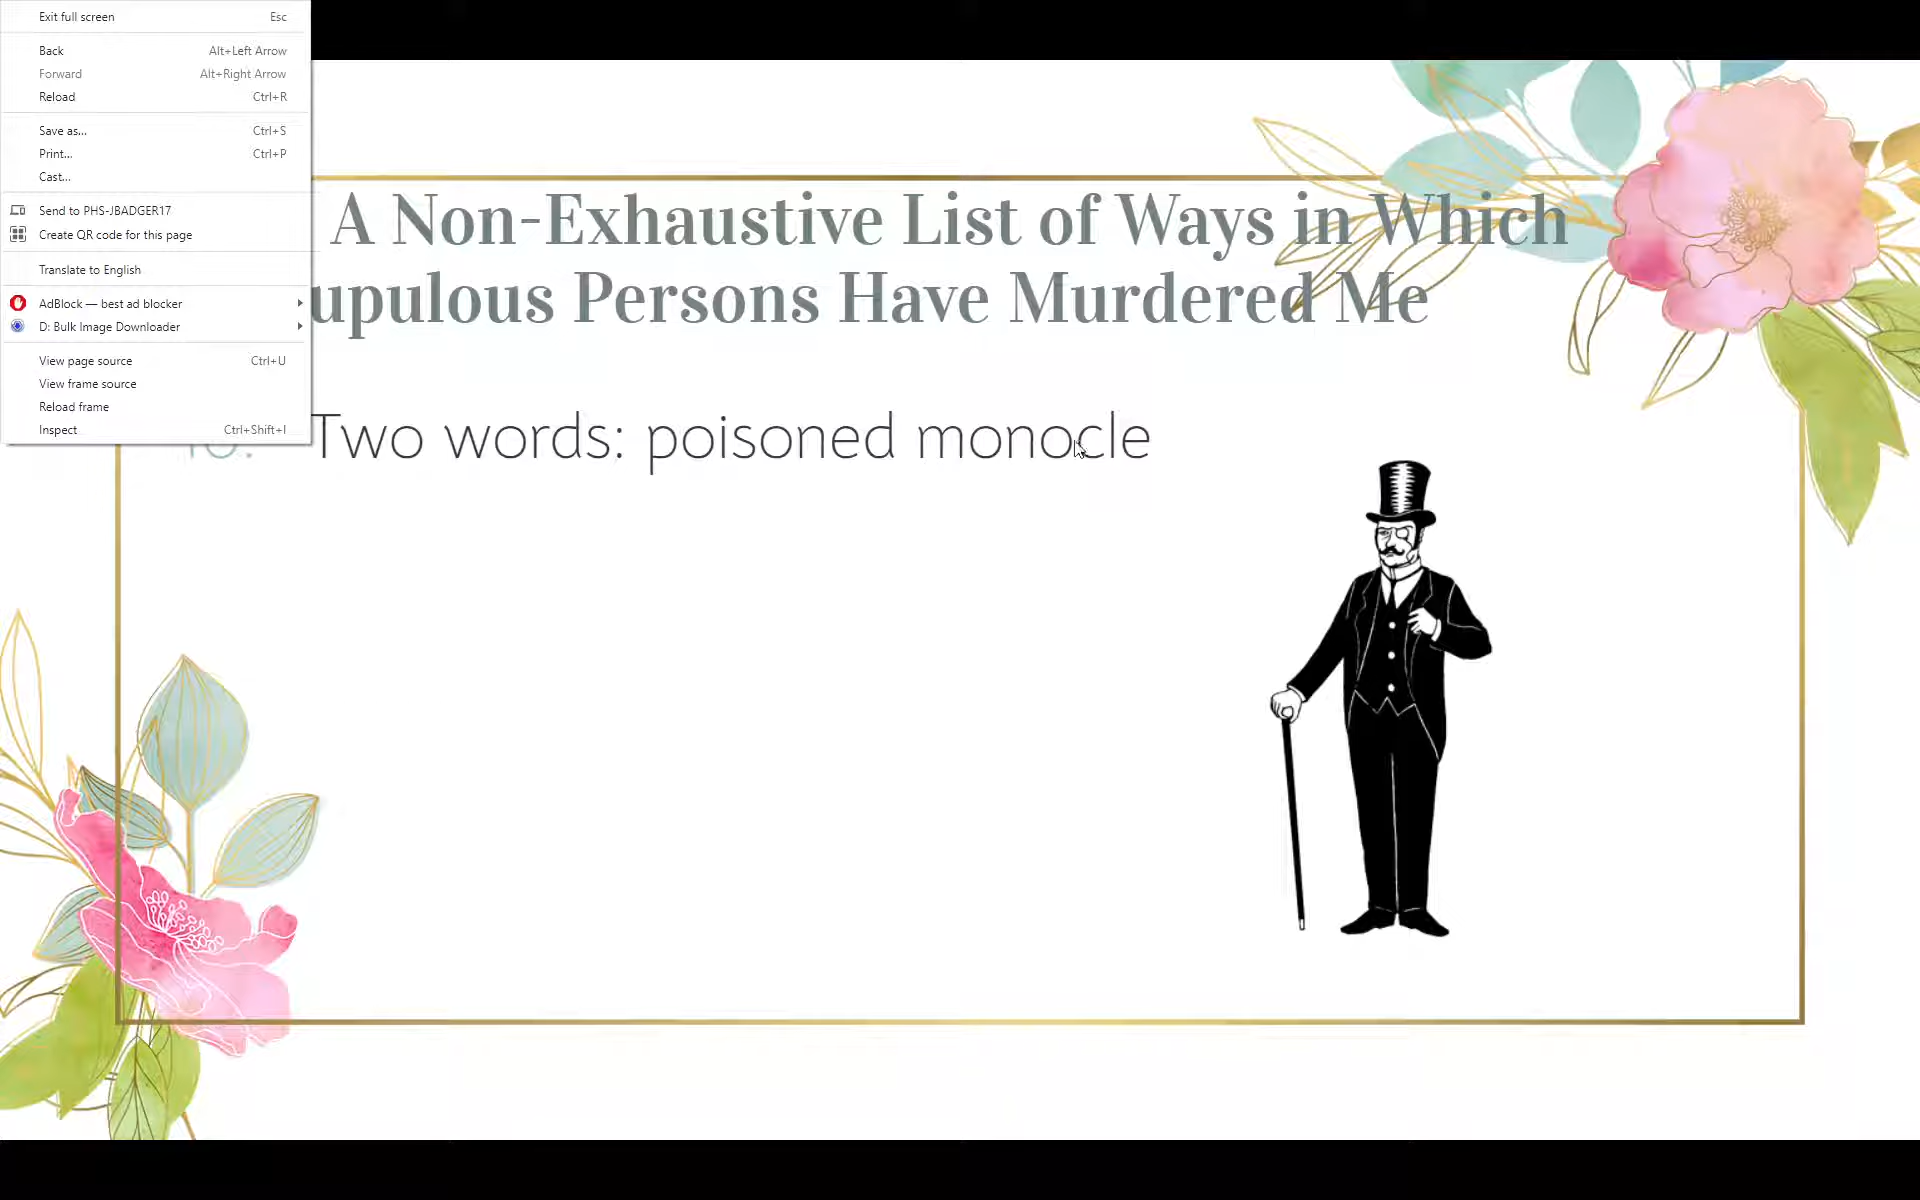 Exit full screen Esc
Back Alt+Left Arrow
Forward Alt+Right Arrow
Reload Ctrl+R
Save as... Ctrl+S
Print... Ctrl+P
Cast...
Send to PHS-JBADGER17
Create QR code for this page
Translate to English
AdBlock — best ad blocker
D: Bulk Image Downloader
View page source Ctrl+U
View frame source
Reload frame
Inspect Ctrl+Shift+I
A Non-Exhaustive List of Ways in Which
upulous Persons Have Murdered Me
Two words: poisoned monocle